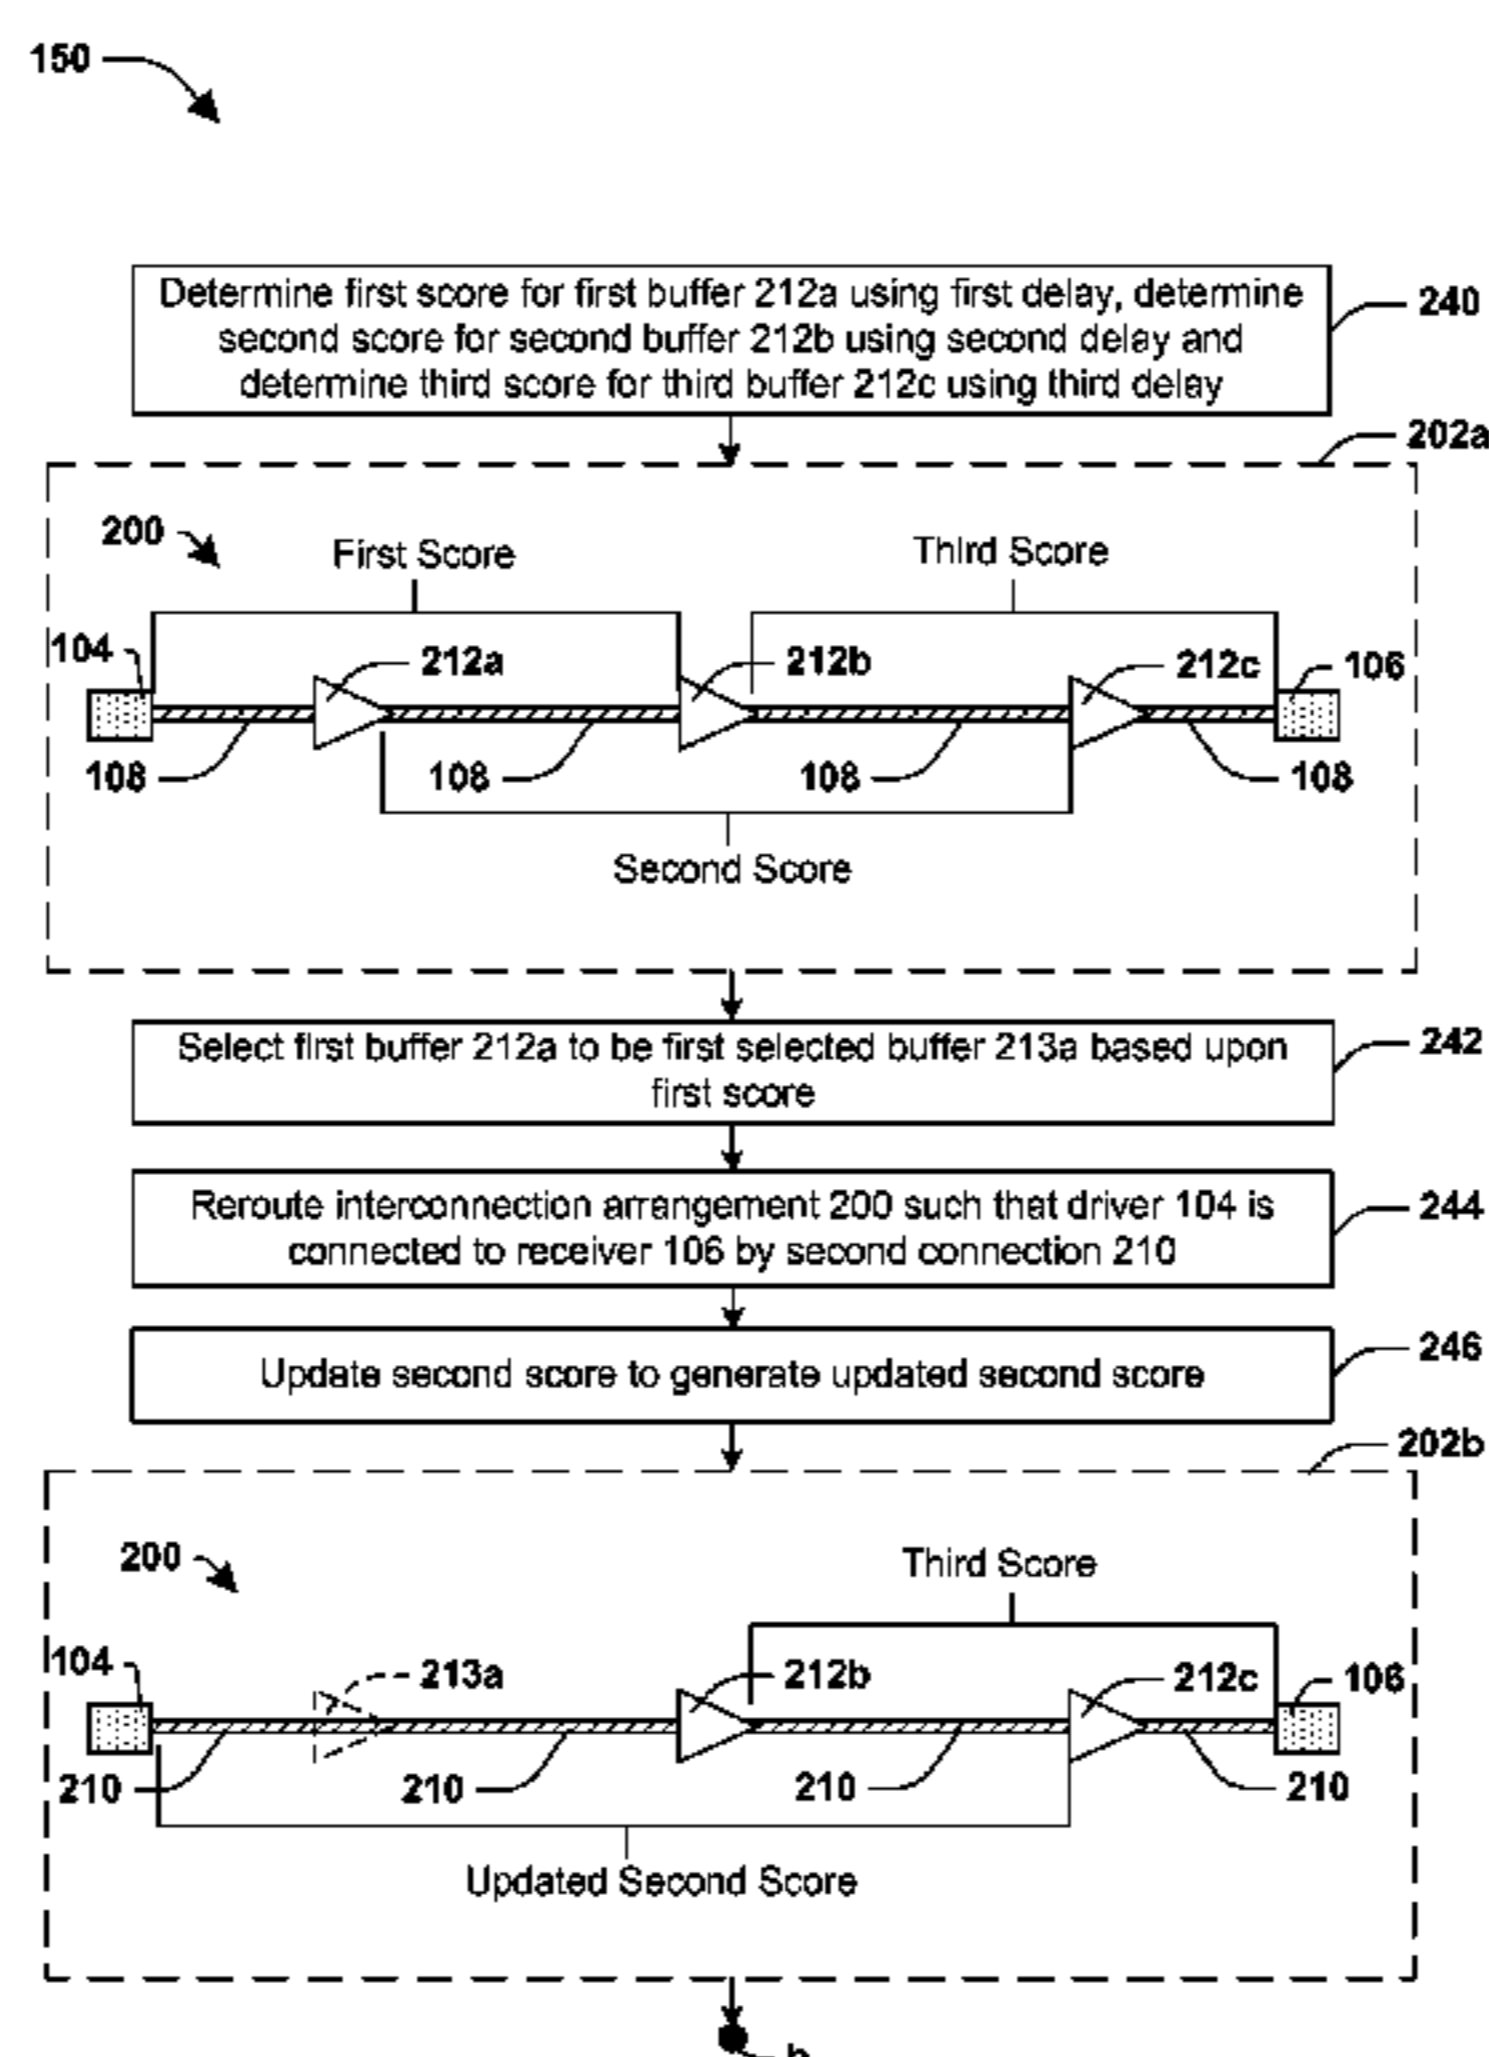 150
Determine first score for first buffer 212a using first delay, determine
second score for second buffer 212b using second delay and
determine third score for third buffer 212c using third delay
240
202a
200
First Score
Third Score
104
212a
212b
212c
106
108
108
108
108
Second Score
Select first buffer 212a to be first selected buffer 213a based upon
first score
242
Reroute interconnection arrangement 200 such that driver 104 is
connected to receiver 106 by second connection 210
244
Update second score to generate updated second score
246
202b
200
Third Score
104
213a
212b
212c
106
210
210
210
210
Updated Second Score